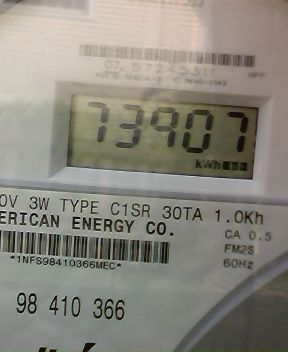 73907
kWh
0V 3W TYPE C1SR 30TA 1.0Kh
ERICAN ENERGY CO.
CA 0.5
FM2S
*1NFS98410366MEC*
60Hz
98 410 366